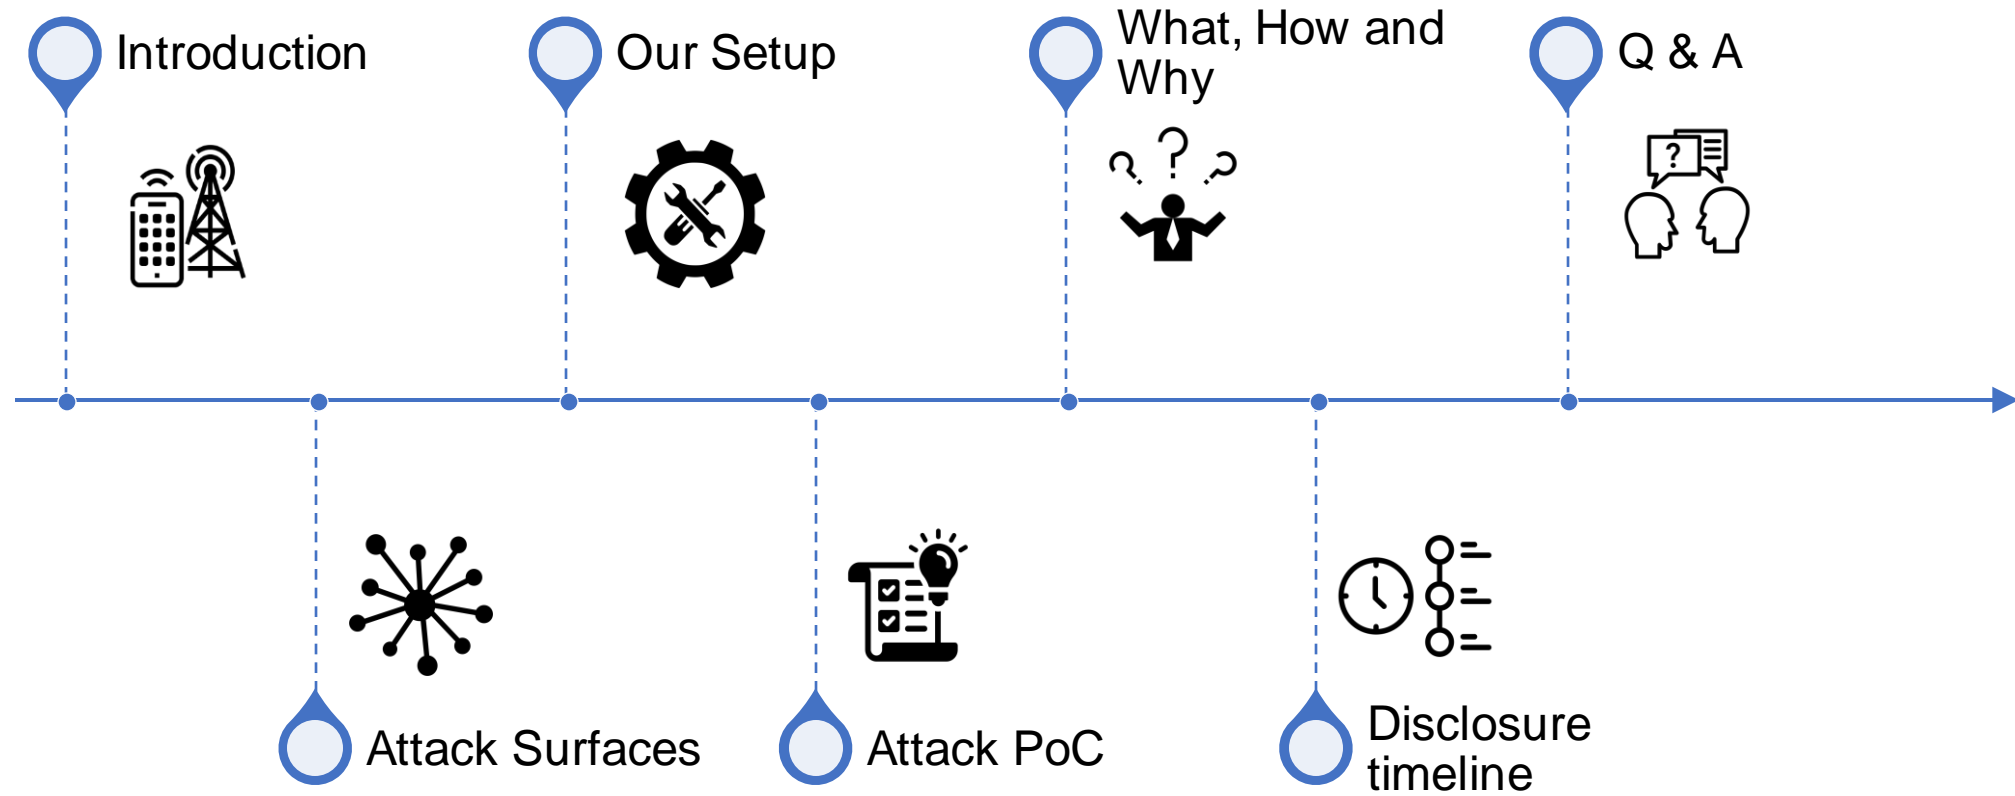 Introduction
Our Setup
What, How and
Why
Q & A
?
?
?
?
Attack Surfaces
Attack PoC
Disclosure
timeline